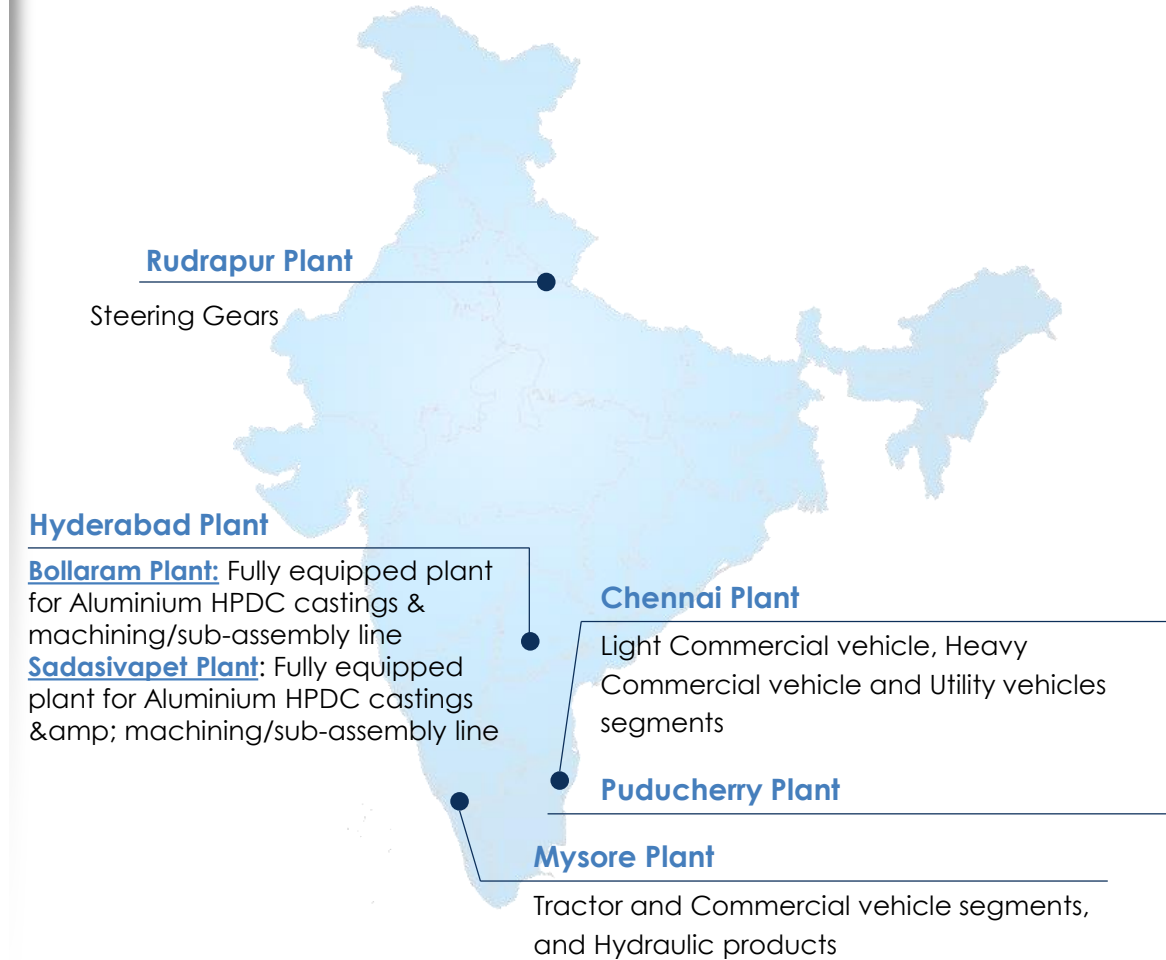 Rudrapur Plant
Steering Gears
Hyderabad Plant
Bollaram Plant: Fully equipped plant
for Aluminium HPDC castings &
machining/sub-assembly line
Sadasivapet Plant: Fully equipped
plant for Aluminium HPDC castings
&amp; machining/sub-assembly line
Chennai Plant
Light Commercial vehicle, Heavy
Commercial vehicle and Utility vehicles
segments
Puducherry Plant
Mysore Plant
Tractor and Commercial vehicle segments,
and Hydraulic products